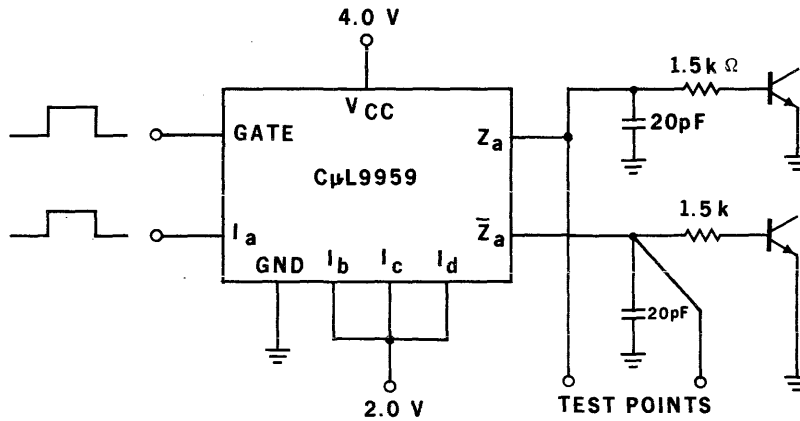 4.0 V
VCC
GATE
CμL9959
Ia
GND
Ib
Ic
Id
Za
Z̅a
1.5k Ω
20pF
1.5k
20pF
2.0 V
TEST POINTS